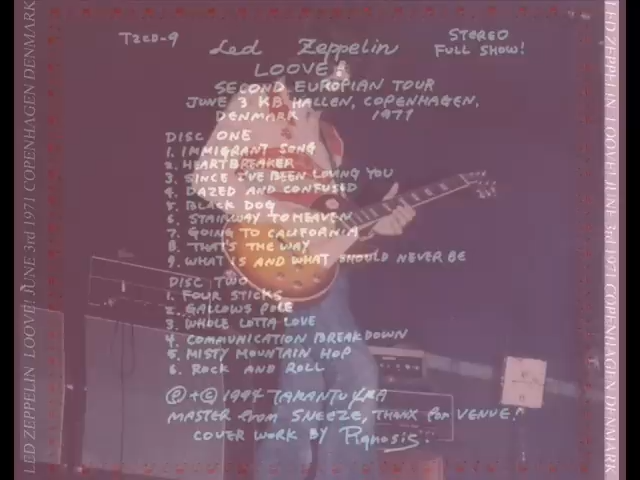 LED ZEPPELIN LOOVE! JUNE 3rd 1971 COPENHAGEN DENMARK
T2CD-9
STEREO
FULL SHOW!
Led Zeppelin
LOOVE!
SECOND EUROPIAN TOUR
JUNE 3 KB HALLEN, COPENHAGEN,
DENMARK 1971
DISC ONE
1. IMMIGRANT SONG
2. HEARTBREAKER
3. SINCE I'VE BEEN LOVING YOU
4. DAZED AND CONFUSED
5. BLACK DOG
6. STAIRWAY TO HEAVEN
7. GOING TO CALIFORNIA
8. THAT'S THE WAY
9. WHAT IS AND WHAT SHOULD NEVER BE
DISC TWO
1. FOUR STICKS
2. GALLOWS POLE
3. WHOLE LOTTA LOVE
4. COMMUNICATION BREAKDOWN
5. MISTY MOUNTAIN HOP
6. ROCK AND ROLL
℗+© 1994 TARANTURA
MASTER from SNEEZE, THANX for VENUE!
COVER WORK BY
LED ZEPPELIN LOOVE! JUNE 3rd 1971 COPENHAGEN DENMARK